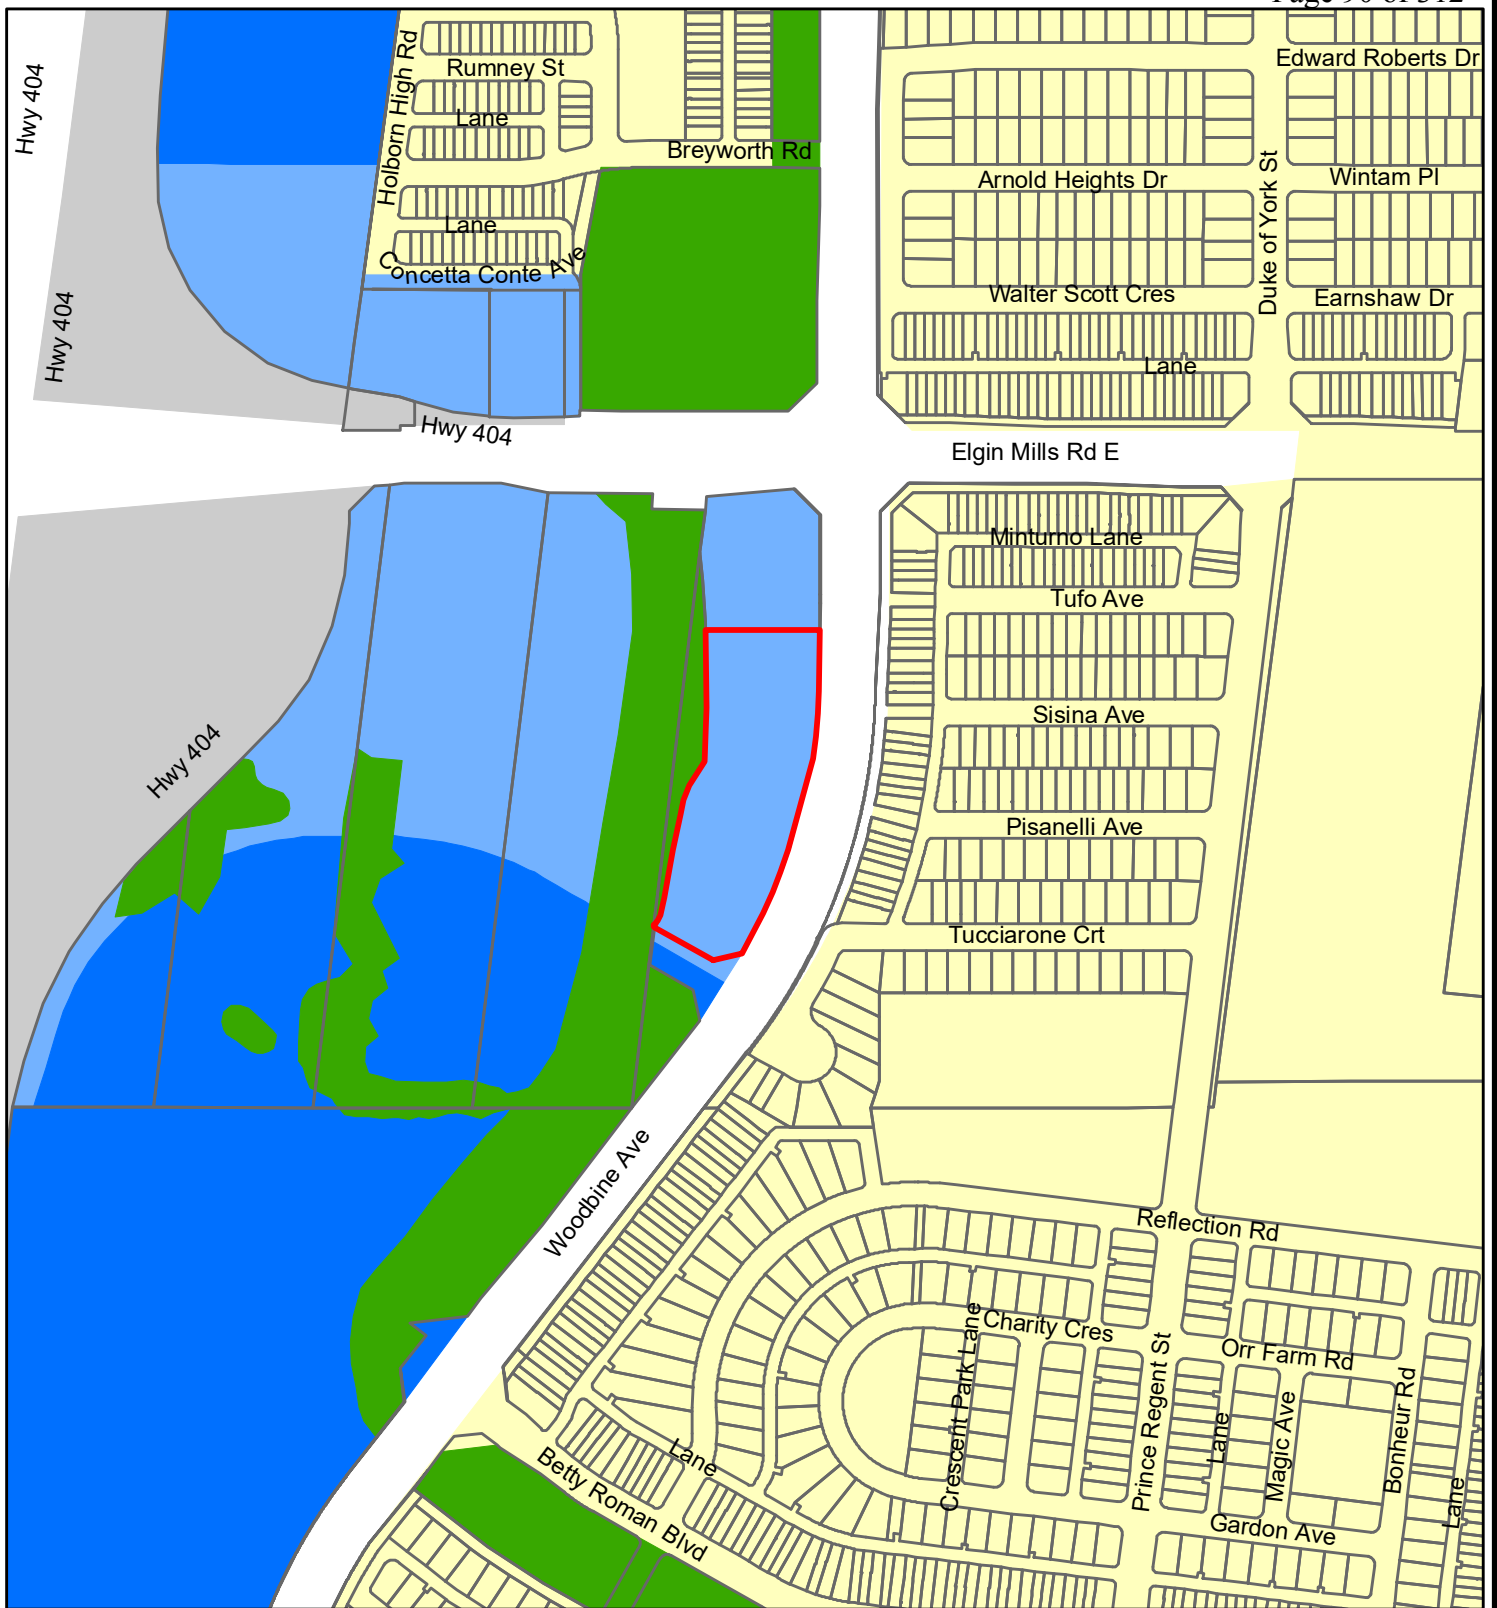 Page 90 of 312
Hwy 404
Holborn High Rd
Rumney St
Lane
Breyworth Rd
Edward Roberts Dr
Arnold Heights Dr
Duke of York St
Wintam Pl
Lane
Concetta Conte Ave
Walter Scott Cres
Earnshaw Dr
Hwy 404
Lane
Hwy 404
Elgin Mills Rd E
Minturno Lane
Tufo Ave
Sisina Ave
Hwy 404
Pisanelli Ave
Tucciarone Crt
Woodbine Ave
Reflection Rd
Charity Cres
Orr Farm Rd
Crescent Park Lane
Prince Regent St
Lane
Magic Ave
Bonheur Rd
Lane
Lane
Betty Roman Blvd
Gardon Ave